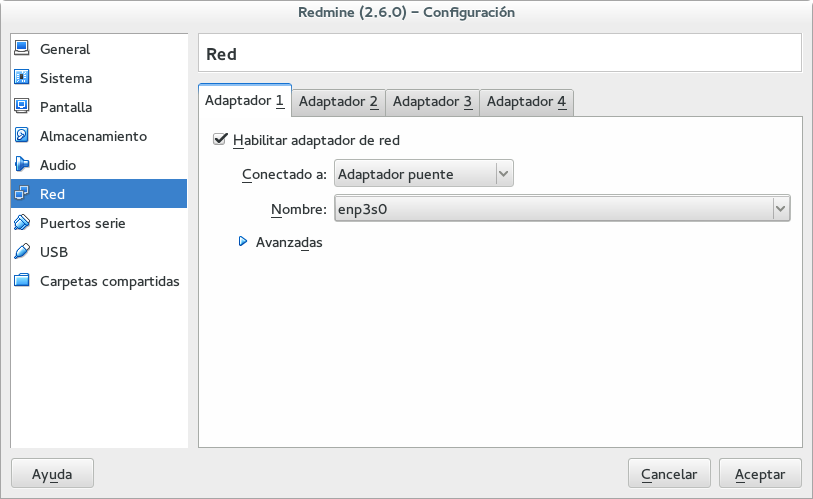 Redmine (2.6.0) – Configuración
General
Sistema
Pantalla
Almacenamiento
Audio
Red
Puertos serie
USB
Carpetas compartidas
Red
Adaptador 1 Adaptador 2 Adaptador 3 Adaptador 4
Habilitar adaptador de red
Conectado a: Adaptador puente
Nombre: enp3s0
Avanzadas
Ayuda Cancelar Aceptar